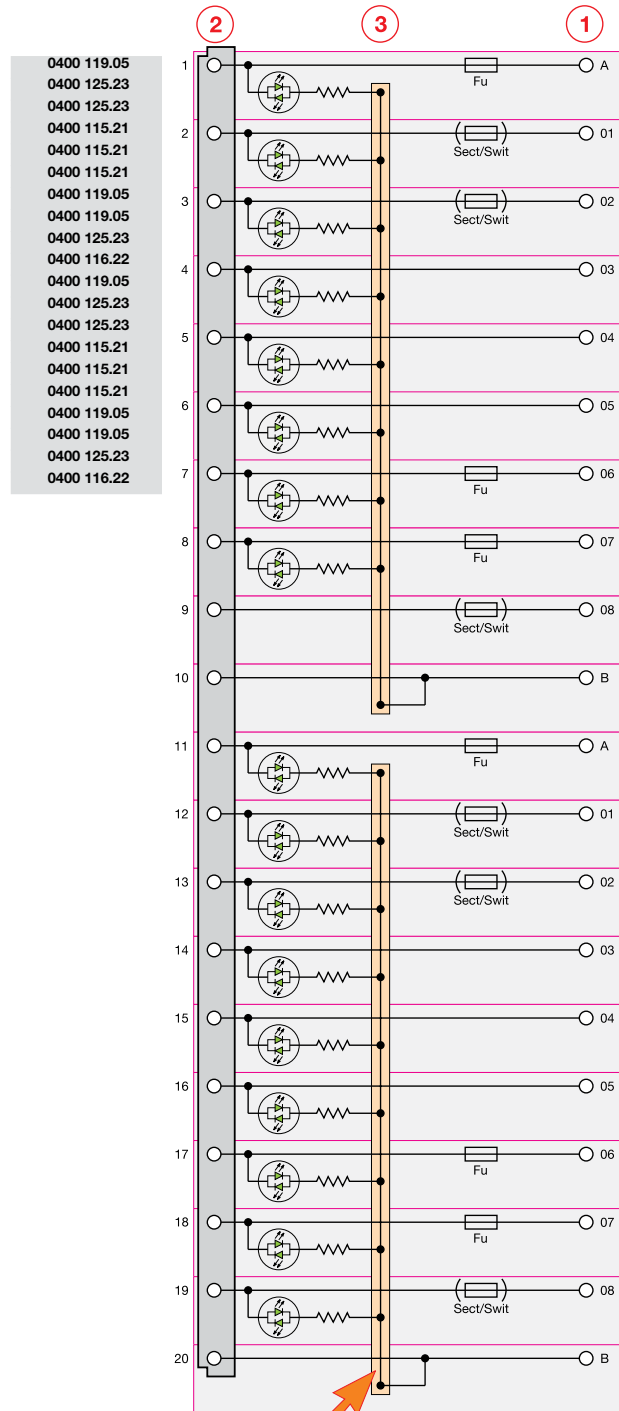 2 3 1
0400 119.05
0400 125.23
0400 125.23
0400 115.21
0400 115.21
0400 115.21
0400 119.05
0400 119.05
0400 125.23
0400 116.22
0400 119.05
0400 125.23
0400 125.23
0400 115.21
0400 115.21
0400 115.21
0400 119.05
0400 119.05
0400 125.23
0400 116.22
1 A
Fu
2 01
Sect/Swit
3 02
Sect/Swit
4 03
5 04
6 05
7 06
Fu
8 07
Fu
9 08
Sect/Swit
10 B
11 A
Fu
12 01
Sect/Swit
13 02
Sect/Swit
14 03
15 04
16 05
17 06
Fu
18 07
Fu
19 08
Sect/Swit
20 B